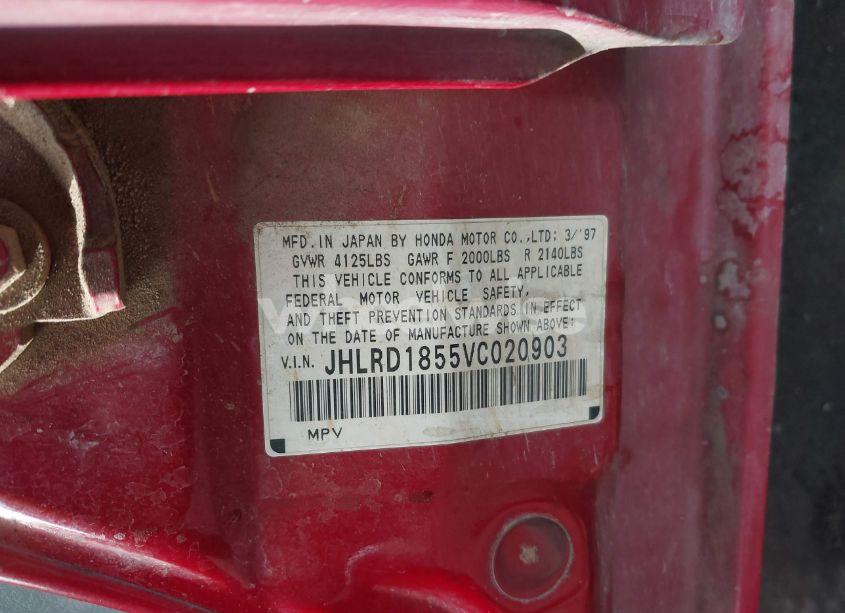 MFD. IN JAPAN BY HONDA MOTOR CO.,LTD: 3/'97
GVWR 4125LBS GAWR F 2000LBS R 2140LBS
THIS VEHICLE CONFORMS TO ALL APPLICABLE
FEDERAL MOTOR VEHICLE SAFETY,
AND THEFT PREVENTION STANDARDS IN EFFECT
ON THE DATE OF MANUFACTURE SHOWN ABOVE:
V.I.N. JHLRD1855VC020903
MPV